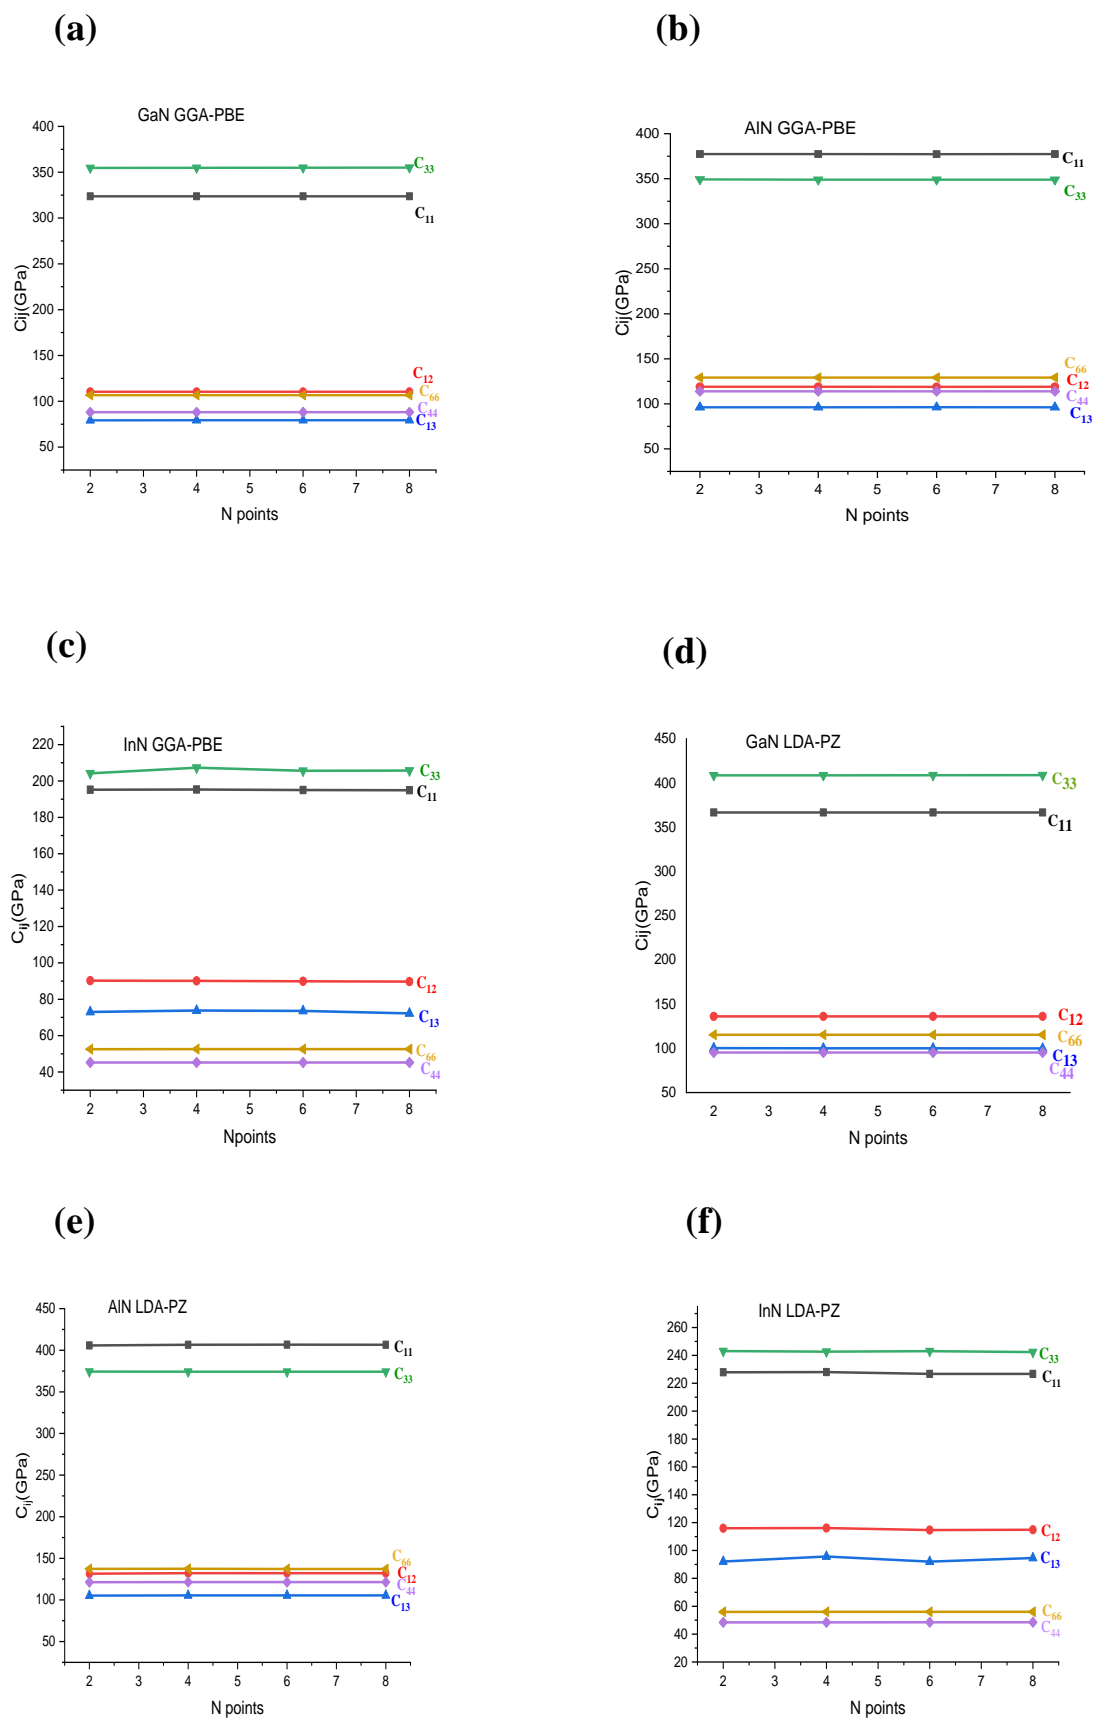 (a)
GaN GGA-PBE
400
350
300
250
200
150
100
50
Cij(GPa)
C33
C11
C12
C66
C44
C13
2 3 4 5 6 7 8
N points
(b)
AlN GGA-PBE
400
350
300
250
200
150
100
50
Cij(GPa)
C11
C33
C66
C12
C44
C13
2 3 4 5 6 7 8
N points
(c)
InN GGA-PBE
220
200
180
160
140
120
100
80
60
40
Cij(GPa)
C33
C11
C12
C13
C66
C44
2 3 4 5 6 7 8
Npoints
(d)
GaN LDA-PZ
450
400
350
300
250
200
150
100
50
Cij(GPa)
C33
C11
C12
C66
C13
C44
2 3 4 5 6 7 8
N points
(e)
AlN LDA-PZ
450
400
350
300
250
200
150
100
50
Cij(GPa)
C11
C33
C66
C12
C44
C13
2 3 4 5 6 7 8
N points
(f)
InN LDA-PZ
260
240
220
200
180
160
140
120
100
80
60
40
20
Cij(GPa)
C33
C11
C12
C13
C66
C44
2 3 4 5 6 7 8
N points